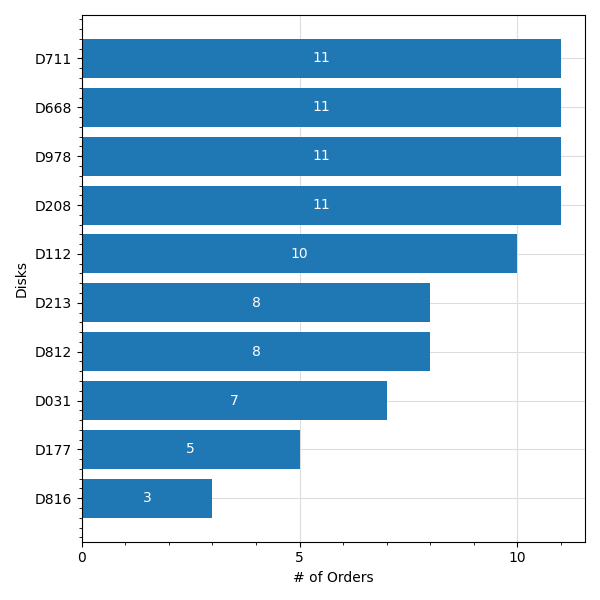 D711 11
D668 11
D978 11
D208 11
D112 10
D213 8
D812 8
D031 7
D177 5
D816 3
Disks
0 5 10
# of Orders